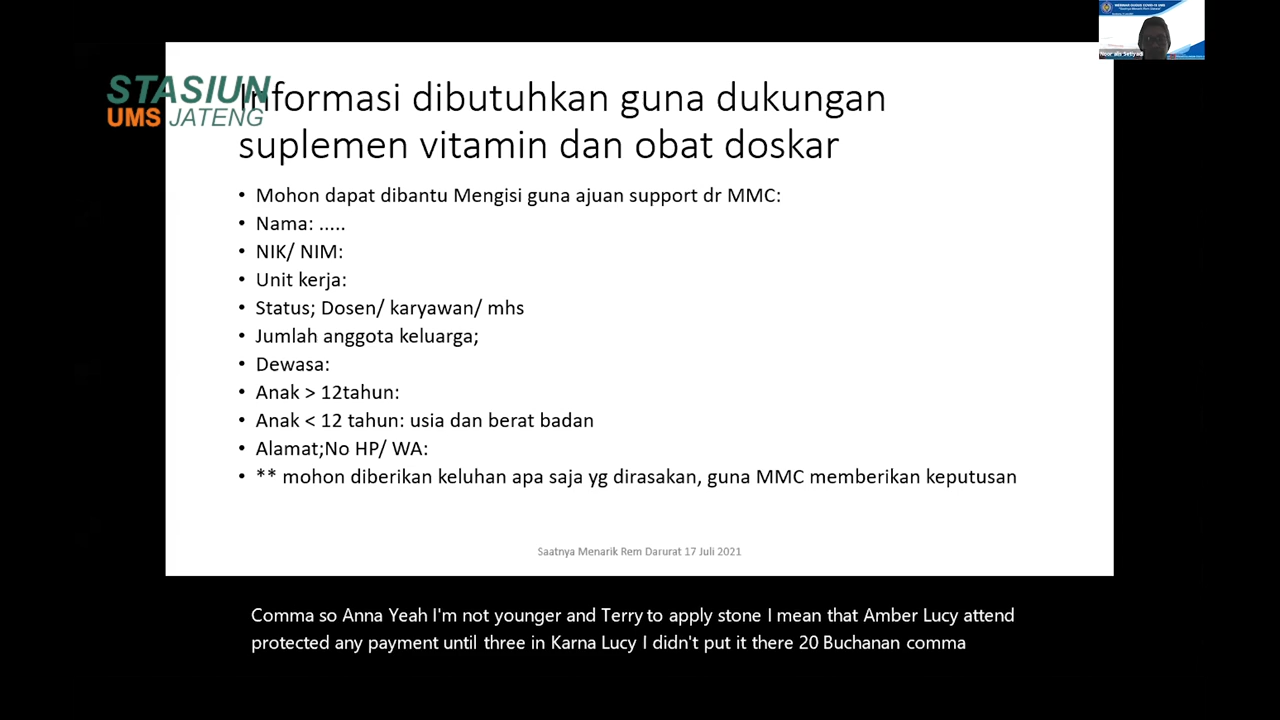 WEBINAR SATGAS COVID-19 UMS
STASIUN
UMS JATENG
Informasi dibutuhkan guna dukungan
suplemen vitamin dan obat doskar
• Mohon dapat dibantu Mengisi guna ajuan support dr MMC:
• Nama: .....
• NIK/ NIM:
• Unit kerja:
• Status; Dosen/ karyawan/ mhs
• Jumlah anggota keluarga;
• Dewasa:
• Anak > 12tahun:
• Anak < 12 tahun: usia dan berat badan
• Alamat;No HP/ WA:
• ** mohon diberikan keluhan apa saja yg dirasakan, guna MMC memberikan keputusan
Saatnya Menarik Rem Darurat 17 Juli 2021
Comma so Anna Yeah I'm not younger and Terry to apply stone I mean that Amber Lucy attend
protected any payment until three in Karna Lucy I didn't put it there 20 Buchanan comma